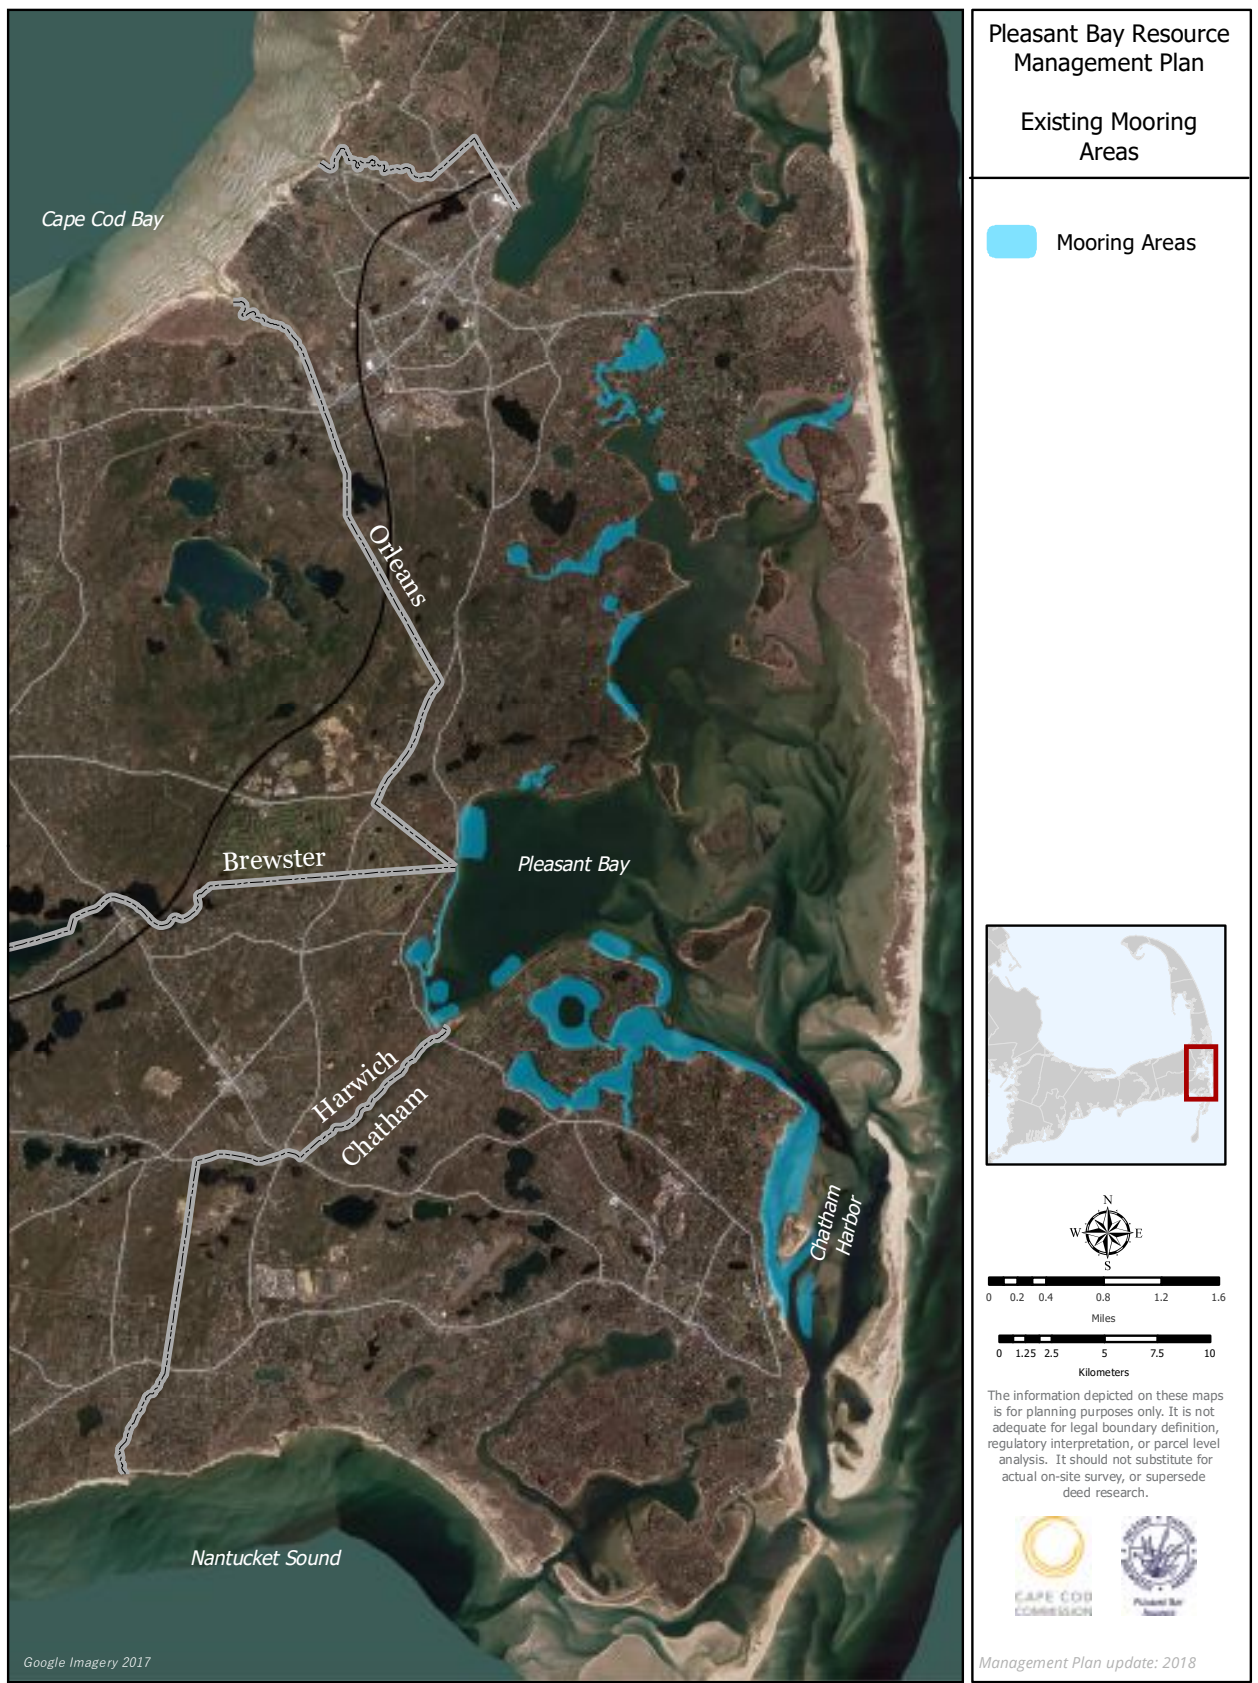 Pleasant Bay Resource
Management Plan
Existing Mooring
Areas
Mooring Areas
Cape Cod Bay
Orleans
Brewster
Pleasant Bay
Harwich
Chatham
Chatham
Harbor
Nantucket Sound
Google Imagery 2017
N
W E
S
0 0.2 0.4 0.8 1.2 1.6
Miles
0 1.25 2.5 5 7.5 10
Kilometers
The information depicted on these maps
is for planning purposes only. It is not
adequate for legal boundary definition,
regulatory interpretation, or parcel level
analysis. It should not substitute for
actual on-site survey, or supersede
deed research.
CAPE COD
COMMISSION
Pleasant Bay
Alliance
Management Plan update: 2018